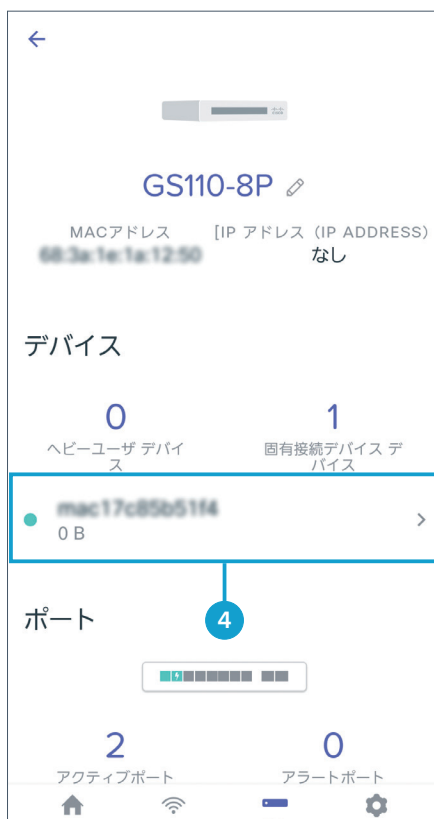 GS110-8P
MACアドレス
[IP アドレス（IP ADDRESS）
なし
デバイス
0
ヘビーユーザ デバイ
ス
1
固有接続デバイス デ
バイス
0 B
4
ポート
2
アクティブポート
0
アラートポート